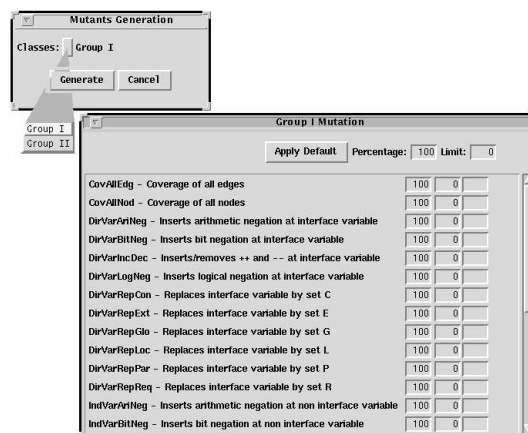 Mutants Generation
Classes: Group I
Generate Cancel
Group I
Group II
Group I Mutation
Apply Default Percentage: 100 Limit: 0
CovAllEdg - Coverage of all edges 100 0
CovAllNod - Coverage of all nodes 100 0
DirVarAriNeg - Inserts arithmetic negation at interface variable 100 0
DirVarBitNeg - Inserts bit negation at interface variable 100 0
DirVarIncDec - Inserts/removes ++ and -- at interface variable 100 0
DirVarLogNeg - Inserts logical negation at interface variable 100 0
DirVarRepCon - Replaces interface variable by set C 100 0
DirVarRepExt - Replaces interface variable by set E 100 0
DirVarRepGlo - Replaces interface variable by set G 100 0
DirVarRepLoc - Replaces interface variable by set L 100 0
DirVarRepPar - Replaces interface variable by set P 100 0
DirVarRepReq - Replaces interface variable by set R 100 0
IndVarAriNeg - Inserts arithmetic negation at non interface variable 100 0
IndVarBitNeg - Inserts bit negation at non interface variable 100 0